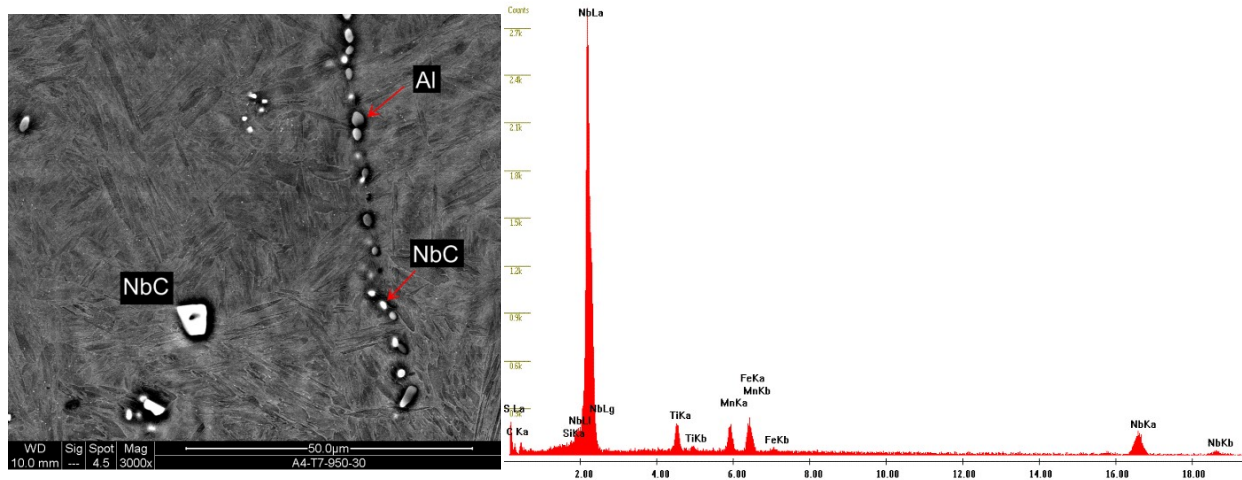 Al
NbC
NbC
WD Sig Spot Mag 50.0µm
10.0 mm --- 4.5 3000x A4-T7-950-30
Counts
NbLa
2.7k
2.4k
2.1k
1.8k
1.5k
1.2k
0.9k
0.6k
FeKa
MnKb
MnKa
S La
NbLg
TiKa
NbLl
NbKa
C Ka
SiKa
TiKb
FeKb
NbKb
2.00 4.00 6.00 8.00 10.00 12.00 14.00 16.00 18.00